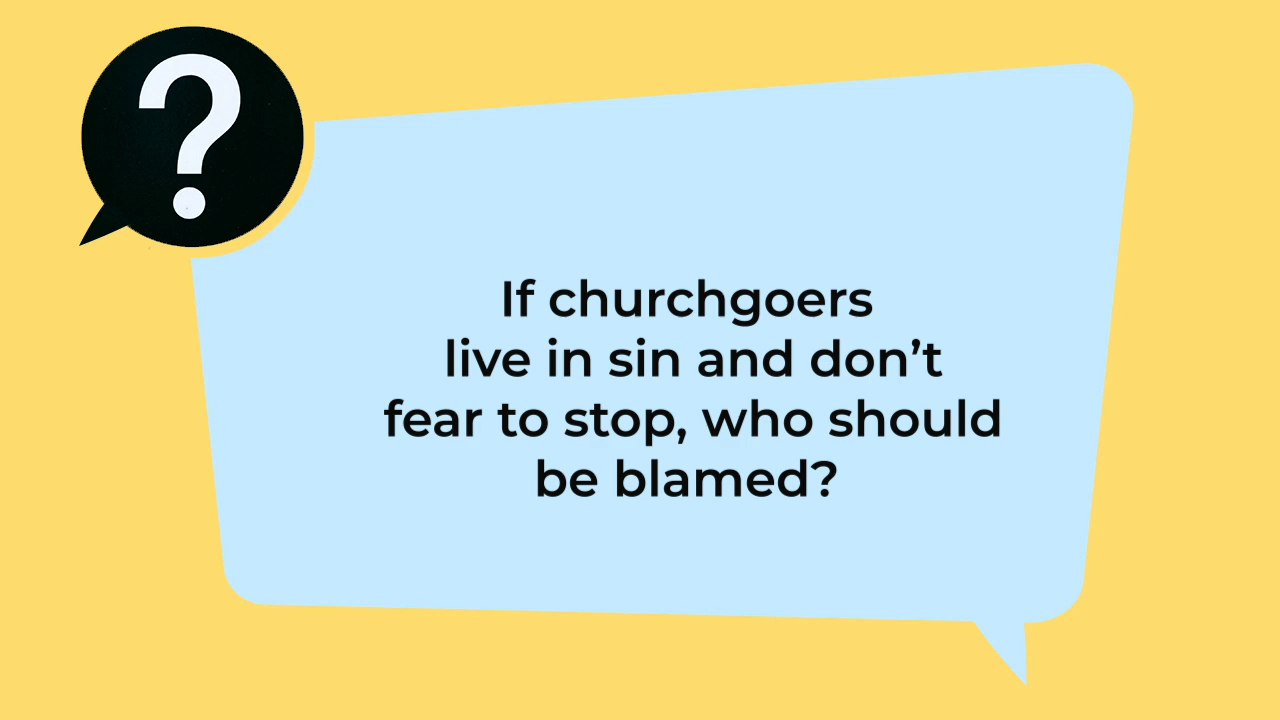 ?
If churchgoers
live in sin and don’t
fear to stop, who should
be blamed?